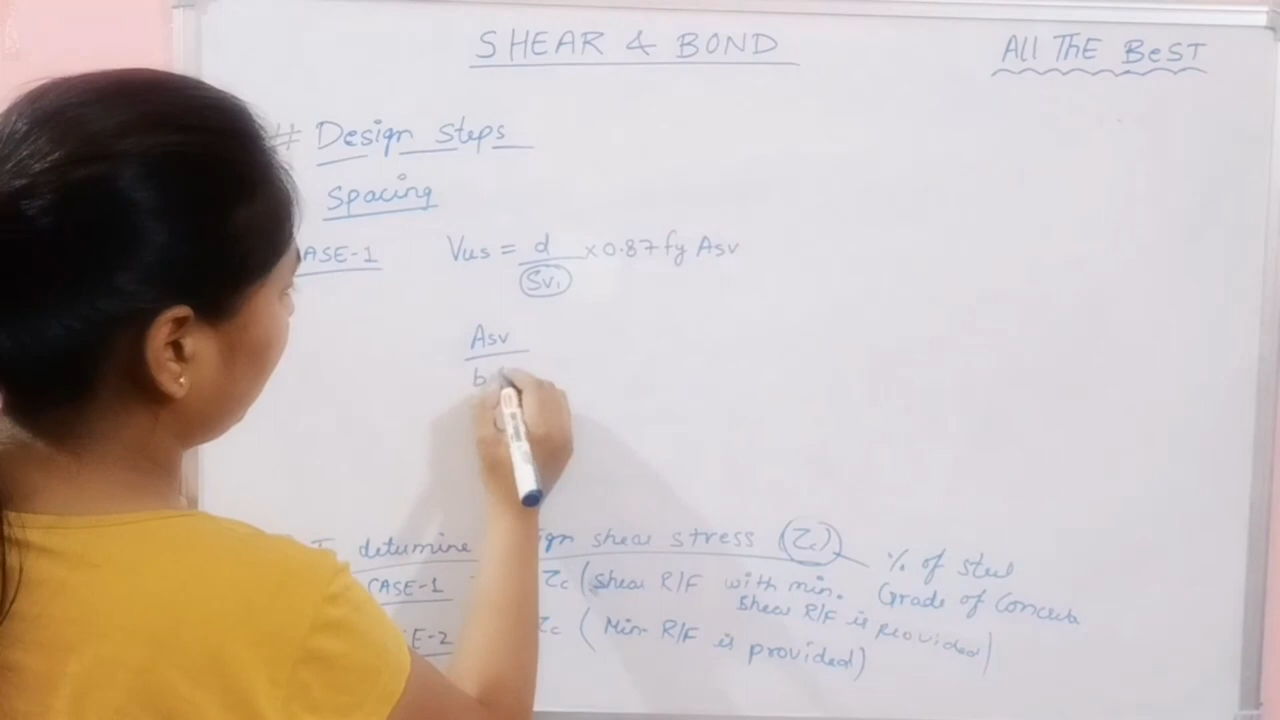 SHEAR & BOND
ALL THE BEST
# Design Steps
Spacing
ASE-1
Vus = d / Sv1 × 0.87 fy Asv
Asv
b
determine ign shear stress (τc)
% of steel
Grade of Concrete
CASE-1 τc (shear R/F with min.
shear R/F is provided)
E-2 τc (Min R/F is provided)